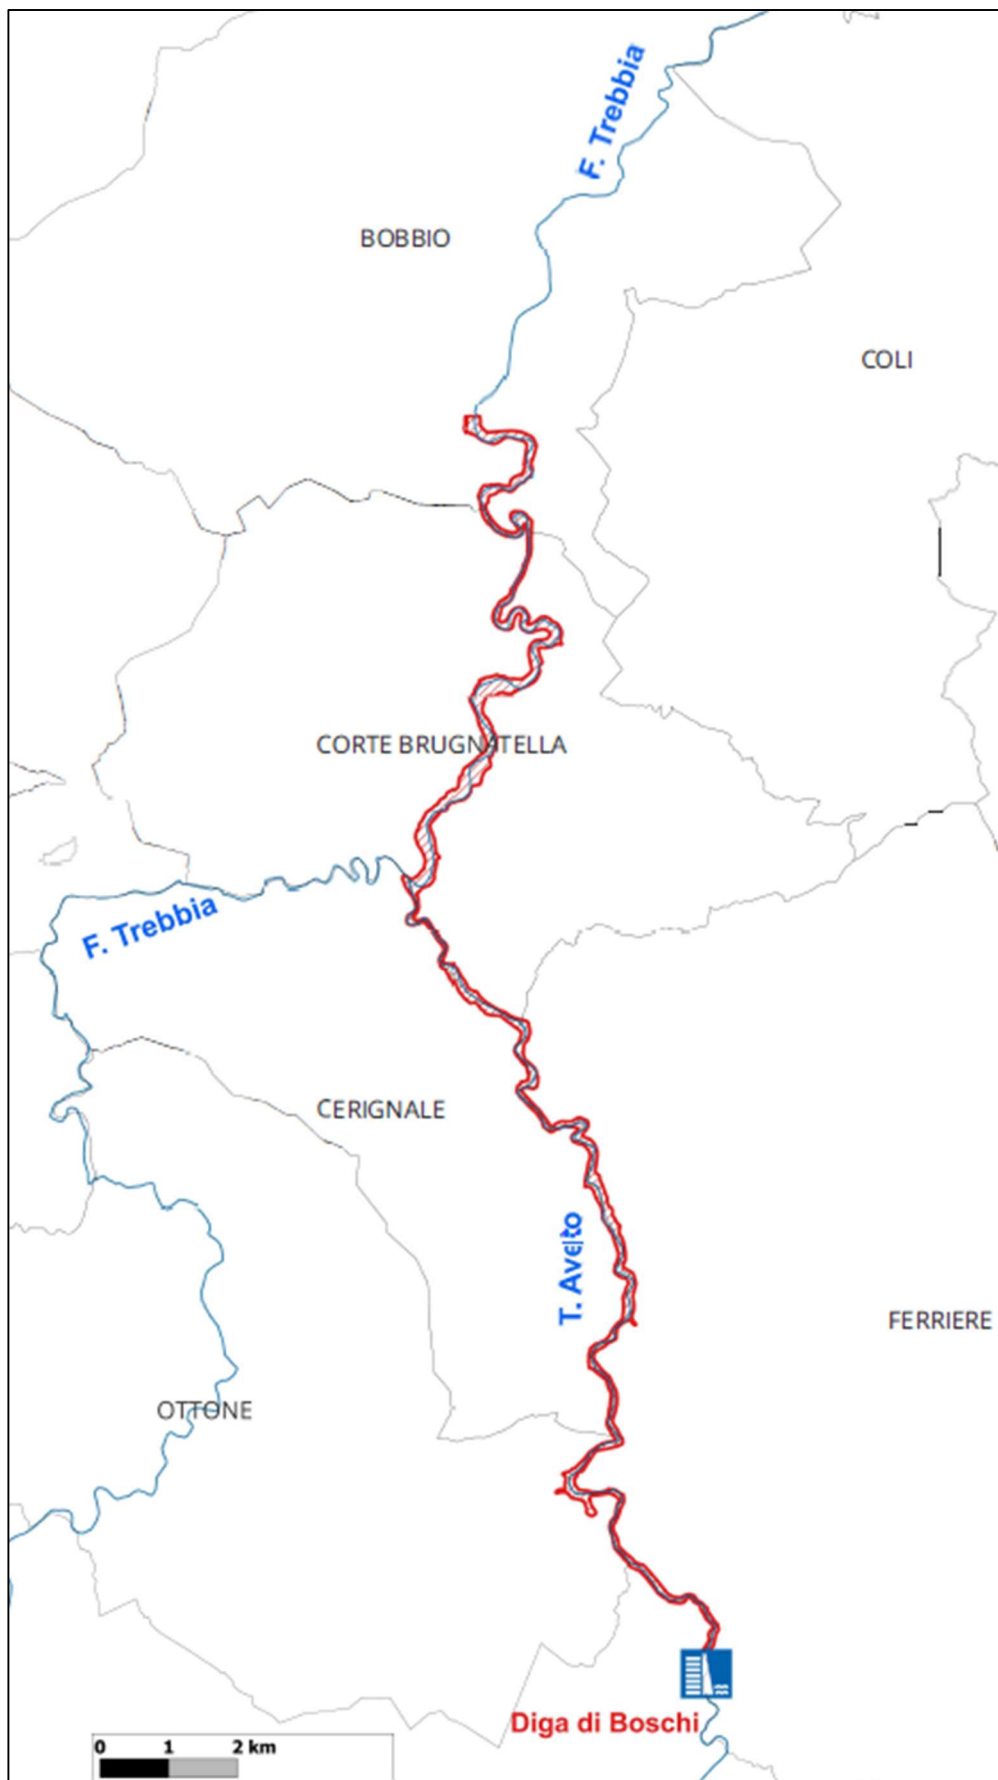 F. Trebbia
BOBBIO
COLI
CORTE BRUGNATELLA
F. Trebbia
CERIGNALE
T. Aveto
FERRIERE
OTTONE
Diga di Boschi
0 1 2 km